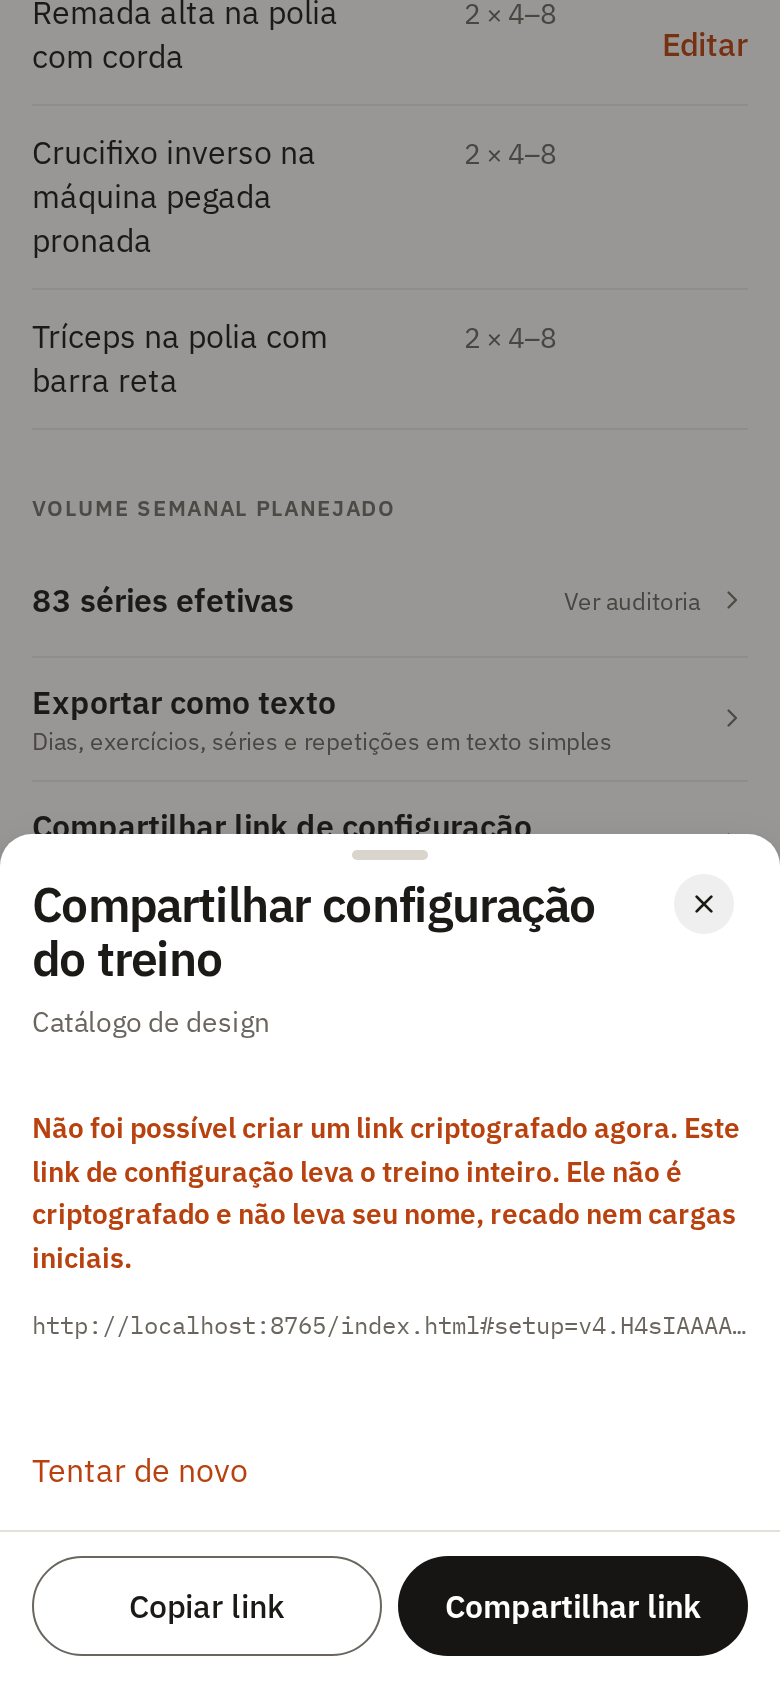 Remada alta na polia
com corda
2 × 4–8
Editar
Crucifixo inverso na
máquina pegada
pronada
2 × 4–8
Tríceps na polia com
barra reta
2 × 4–8
VOLUME SEMANAL PLANEJADO
83 séries efetivas
Ver auditoria
Exportar como texto
Dias, exercícios, séries e repetições em texto simples
Compartilhar link de configuração
Compartilhar configuração
do treino
Catálogo de design
Não foi possível criar um link criptografado agora. Este
link de configuração leva o treino inteiro. Ele não é
criptografado e não leva seu nome, recado nem cargas
iniciais.
http://localhost:8765/index.html#setup=v4.H4sIAAAA…
Tentar de novo
Copiar link
Compartilhar link